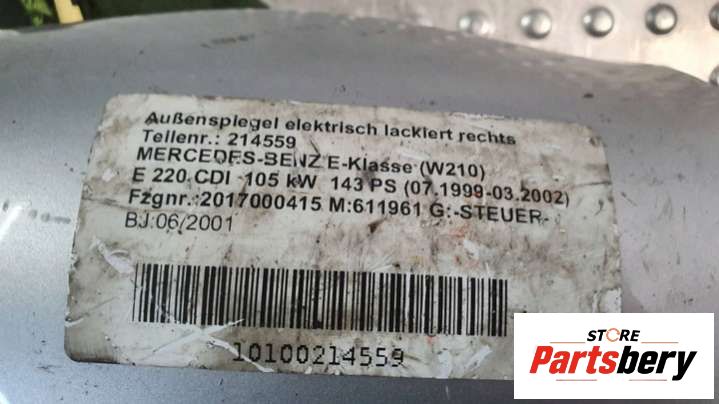 Außenspiegel elektrisch lackiert rechts
Teilenr.: 214559
MERCEDES-BENZ E-Klasse (W210)
E 220 CDI 105 kW 143 PS (07.1999-03.2002)
Fzgnr.:2017000415 M:611961 G:-STEUER-
BJ:06/2001
10100214559
STORE
Partsbery